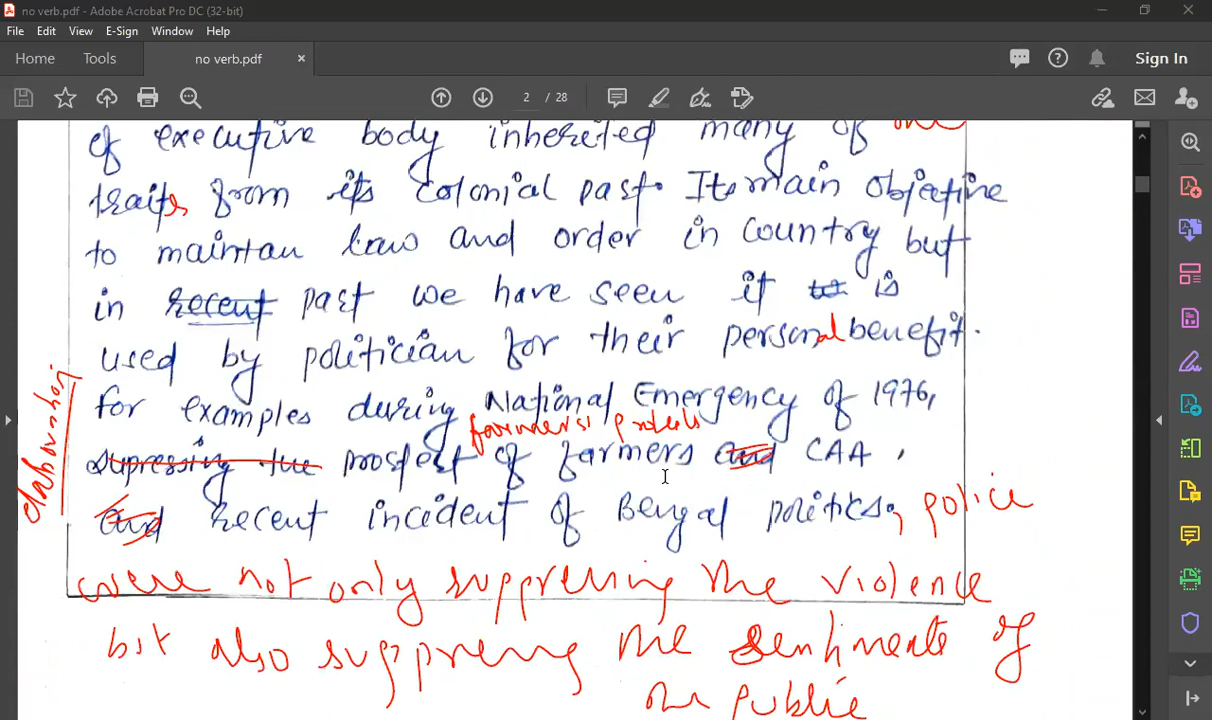 no verb.pdf - Adobe Acrobat Pro DC (32-bit)
File Edit View E-Sign Window Help
Home Tools no verb.pdf × Sign In
2 / 28
of executive body inherited many of the
traits from its colonial past. Its main objective
to maintan law and order in country but
in recent past we have seen it is
used by politician for their personal benefit.
for examples during National Emergency of 1976,
farmers' protests
supressing the prospest of farmers and CAA,
and recent incident of Bengal politics, police
were not only suppressing the violence
but also suppressing the sentiments of
the public